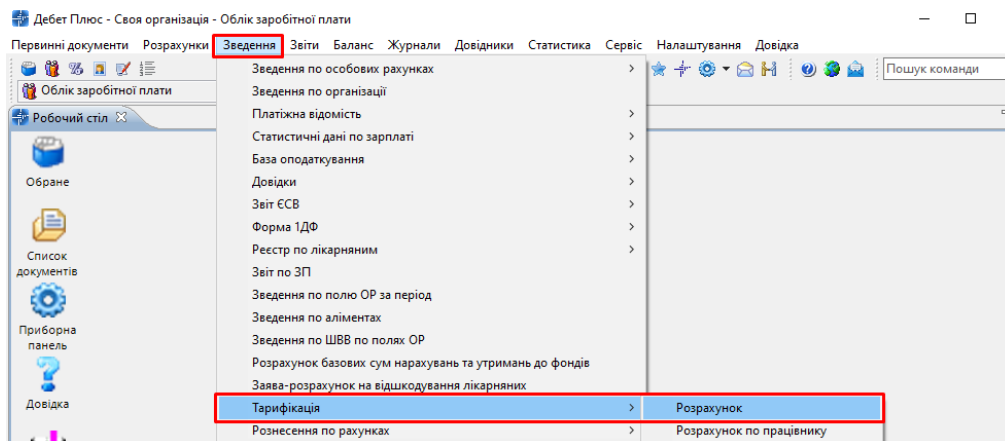 Дебет Плюс - Своя організація - Облік заробітної плати
Первинні документи Розрахунки Зведення Звіти Баланс Журнали Довідники Статистика Сервіс Налаштування Довідка
Пошук команди
Облік заробітної плати
Робочий стіл
Обране
Список документів
Приборна панель
Довідка
Зведення по особових рахунках
Зведення по організації
Платіжна відомість
Статистичні дані по зарплаті
База оподаткування
Довідки
Звіт ЄСВ
Форма 1ДФ
Реєстр по лікарняним
Звіт по ЗП
Зведення по полю ОР за період
Зведення по аліментах
Зведення по ШВВ по полях ОР
Розрахунок базових сум нарахувань та утримань до фондів
Заява-розрахунок на відшкодування лікарняних
Тарифікація
Рознесення по рахунках
Розрахунок
Розрахунок по працівнику